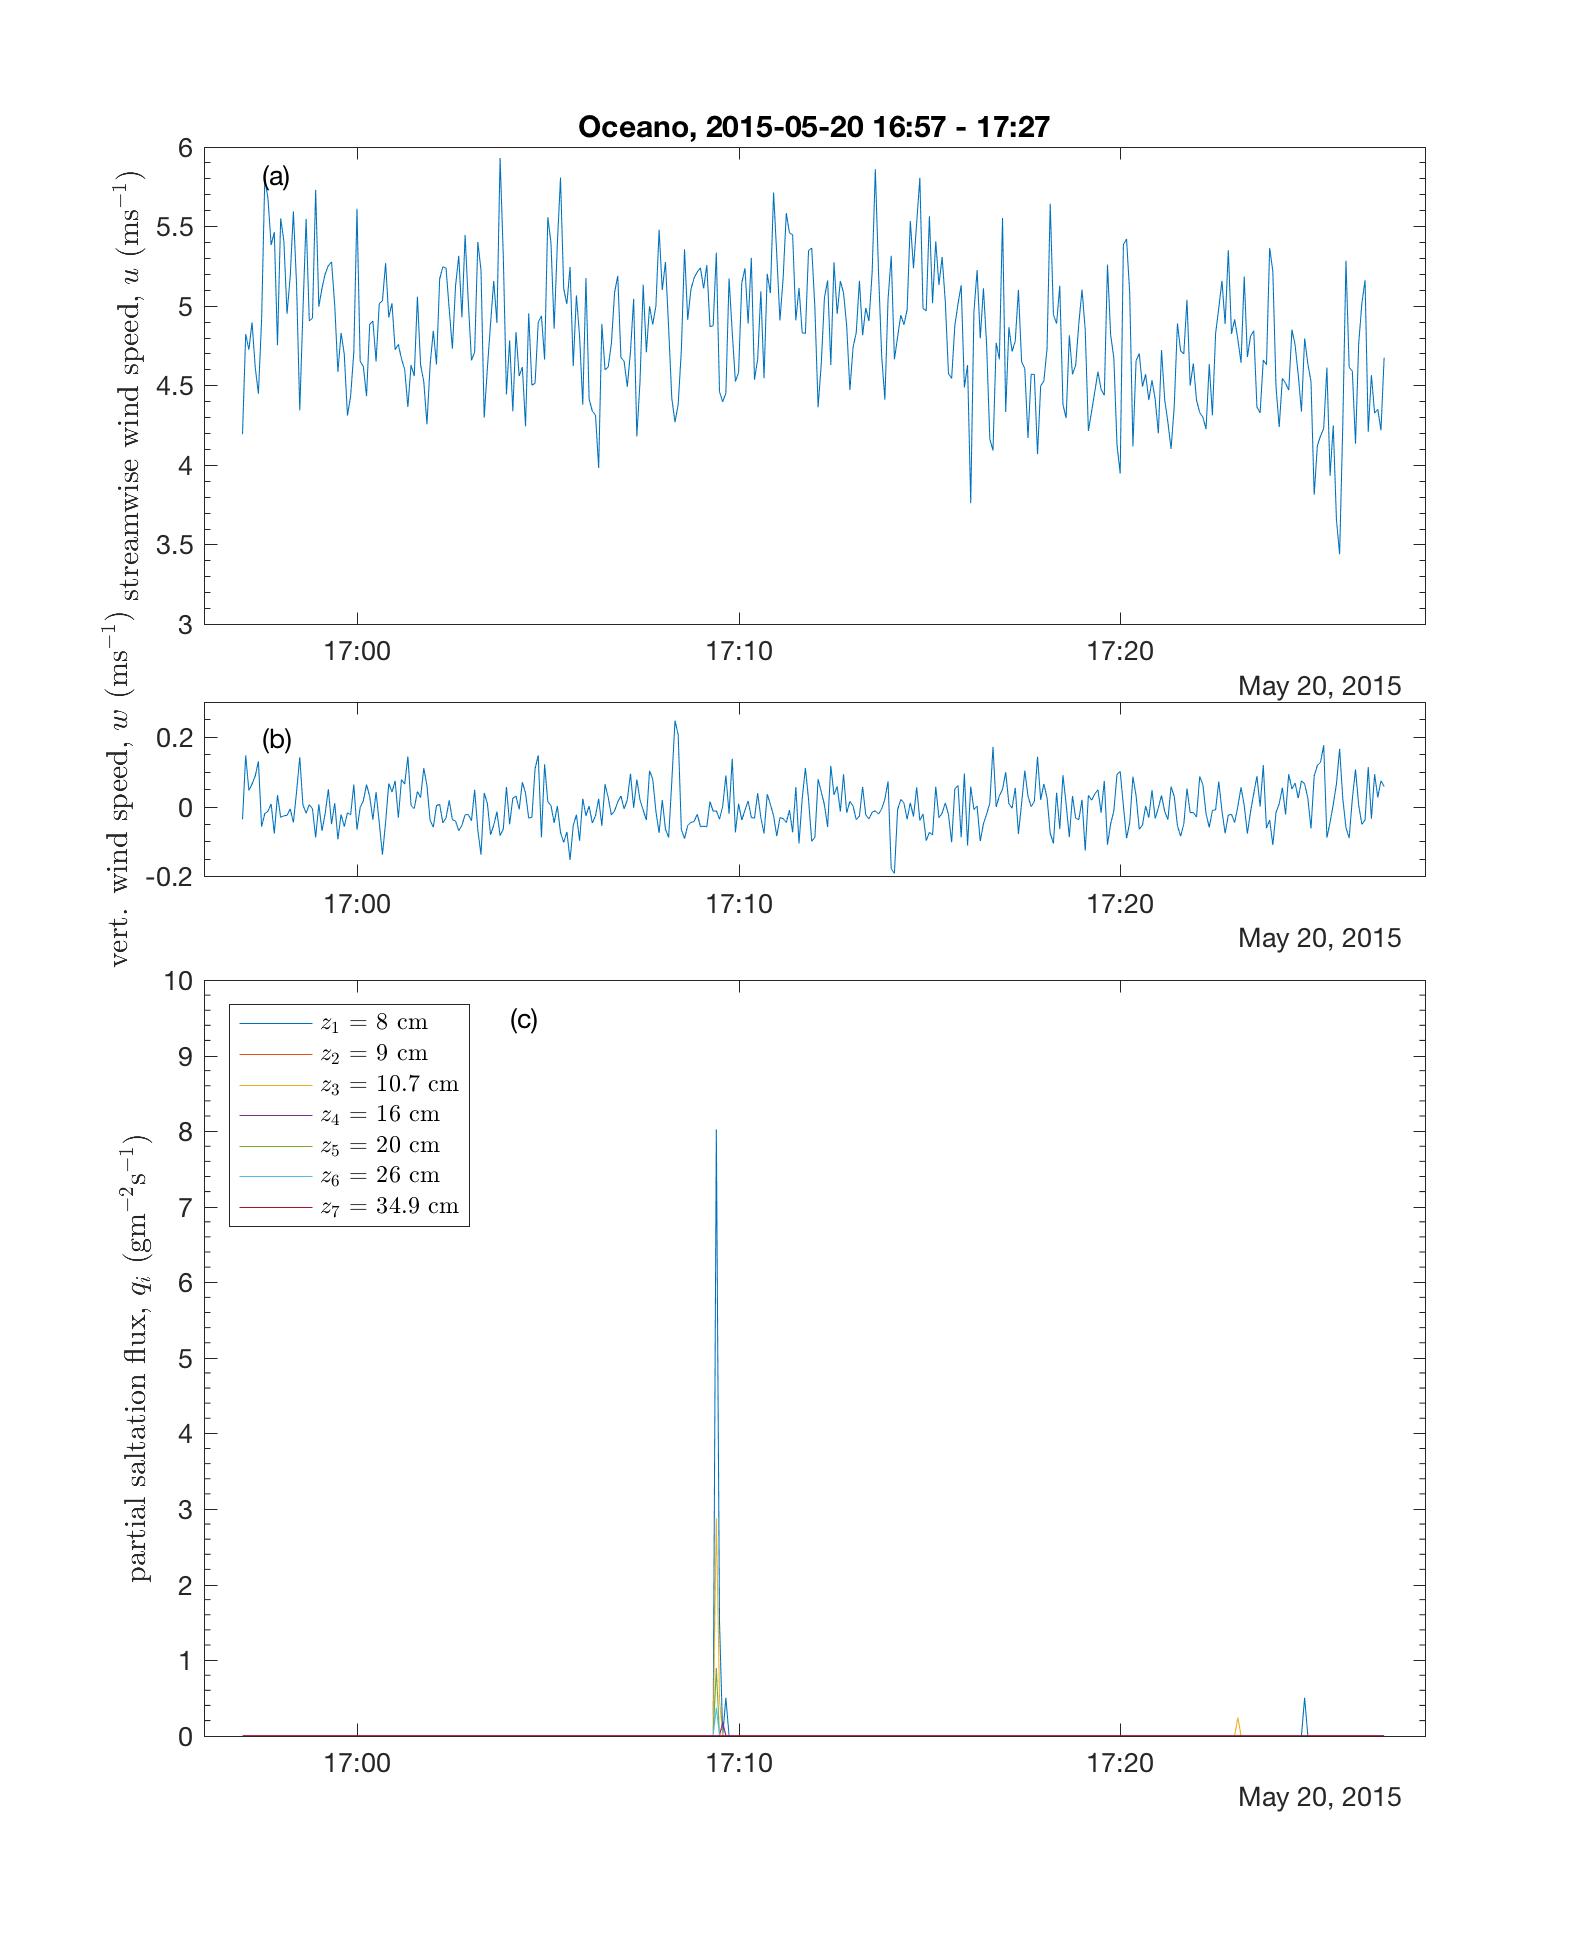 Oceano, 2015-05-20 16:57 - 17:27
(a)
streamwise wind speed, u (ms⁻¹)
6
5.5
5
4.5
4
3.5
3
17:00 17:10 17:20
May 20, 2015
(b)
vert. wind speed, w (ms⁻¹)
0.2
0
-0.2
17:00 17:10 17:20
May 20, 2015
(c)
partial saltation flux, qᵢ (gm⁻²s⁻¹)
10
9
8
7
6
5
4
3
2
1
0
z₁ = 8 cm
z₂ = 9 cm
z₃ = 10.7 cm
z₄ = 16 cm
z₅ = 20 cm
z₆ = 26 cm
z₇ = 34.9 cm
17:00 17:10 17:20
May 20, 2015